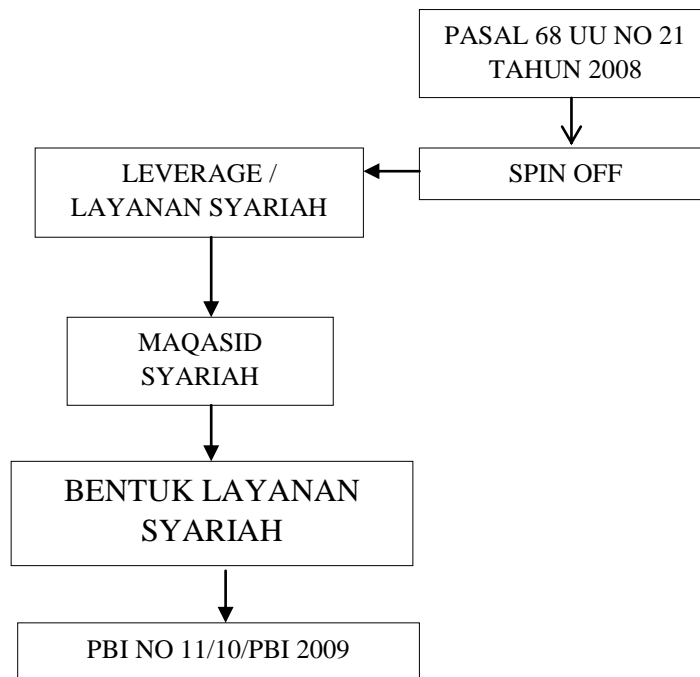 PASAL 68 UU NO 21
TAHUN 2008
SPIN OFF
LEVERAGE /
LAYANAN SYARIAH
MAQASID
SYARIAH
BENTUK LAYANAN
SYARIAH
PBI NO 11/10/PBI 2009